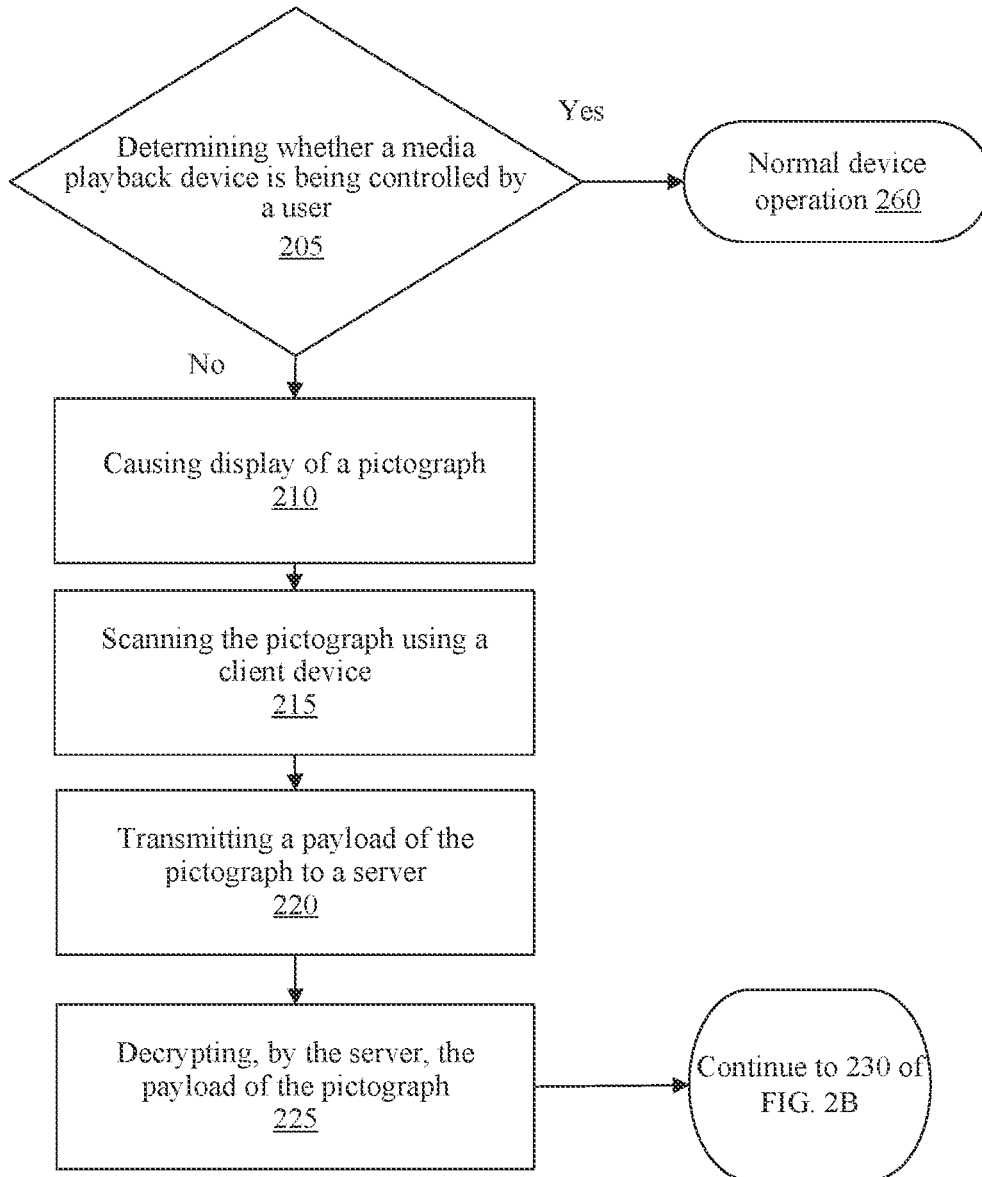 Determining whether a media
playback device is being controlled by
a user
205
Yes
Normal device
operation 260
No
Causing display of a pictograph
210
Scanning the pictograph using a
client device
215
Transmitting a payload of the
pictograph to a server
220
Decrypting, by the server, the
payload of the pictograph
225
Continue to 230 of
FIG. 2B